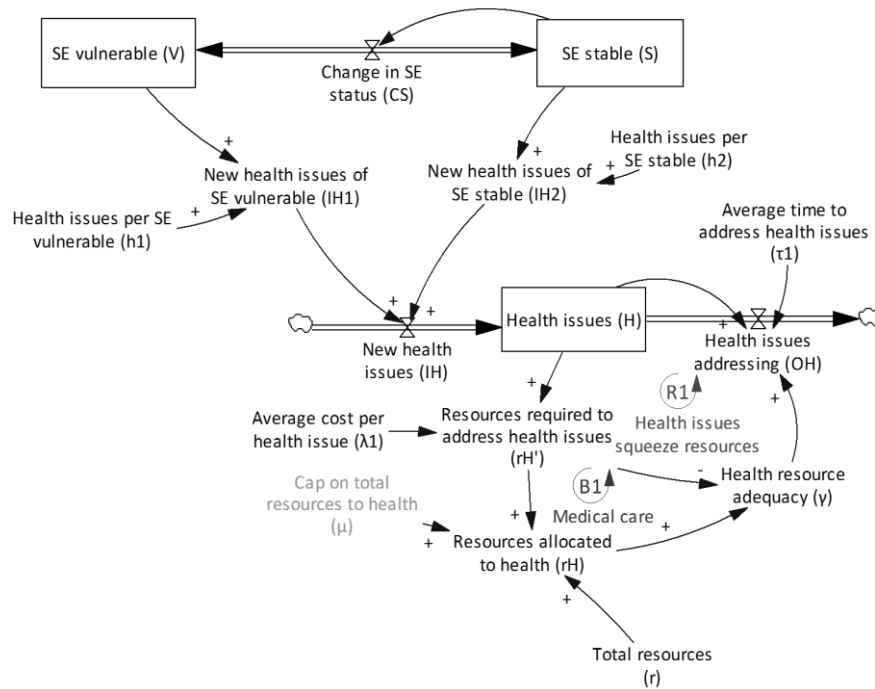 SE vulnerable (V)
Change in SE
status (CS)
SE stable (S)
+
+
New health issues of
SE vulnerable (IH1)
New health issues of
SE stable (IH2)
Health issues per
SE stable (h2)
+
Health issues per SE
vulnerable (h1)
+
Average time to
address health issues
(τ1)
+
+
New health
issues (IH)
Health issues (H)
+
-
Health issues
addressing (OH)
+
R1
Health issues
squeeze resources
+
Average cost per
health issue (λ1)
Resources required to
address health issues
(rH')
Cap on total
resources to health
(μ)
+
B1
Medical care
-
Health resource
adequacy (γ)
+
Resources allocated
to health (rH)
+
+
Total resources
(r)